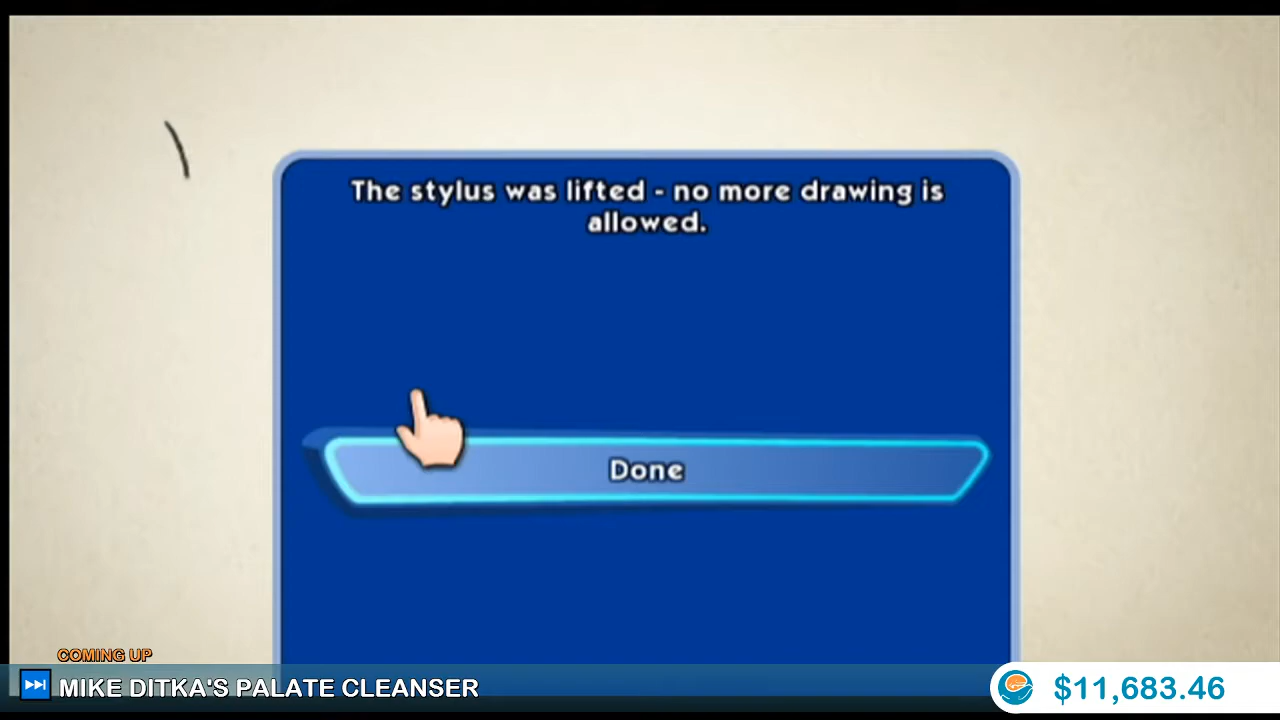 The stylus was lifted - no more drawing is
allowed.
Done
COMING UP
MIKE DITKA'S PALATE CLEANSER
$11,683.46